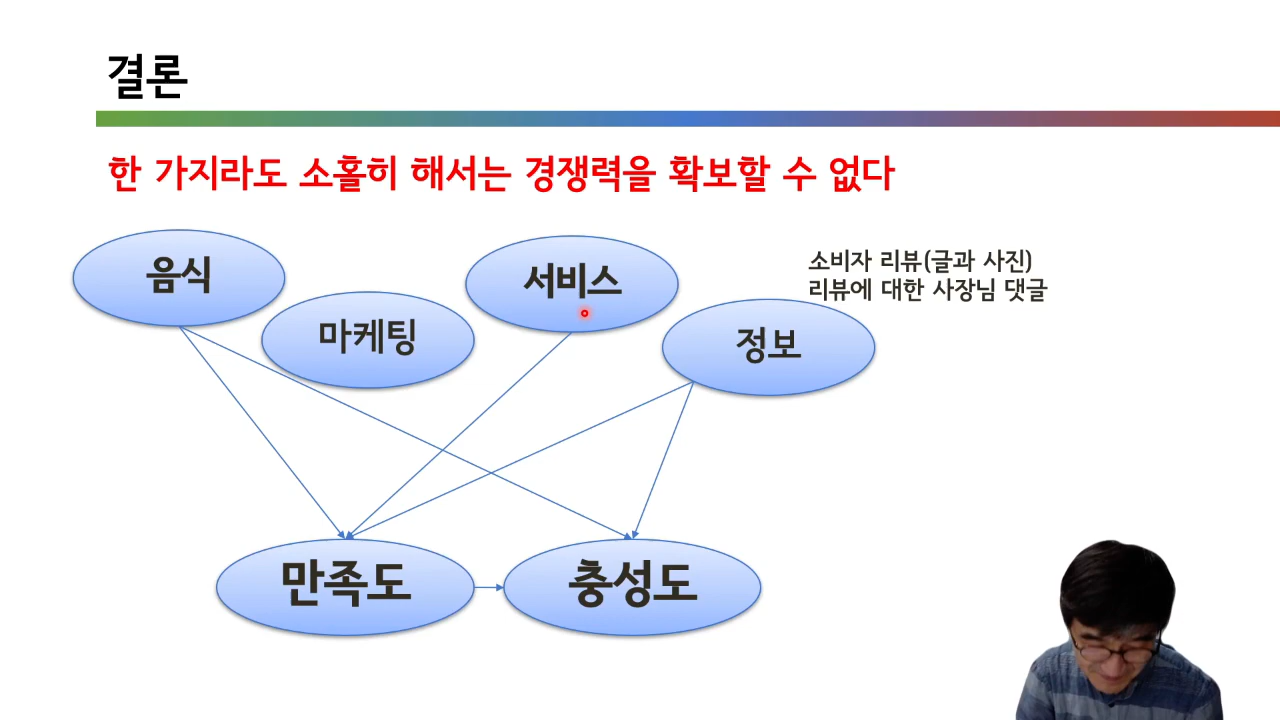 결론
한 가지라도 소홀히 해서는 경쟁력을 확보할 수 없다
음식
서비스
소비자 리뷰(글과 사진)
리뷰에 대한 사장님 댓글
마케팅
정보
만족도
충성도